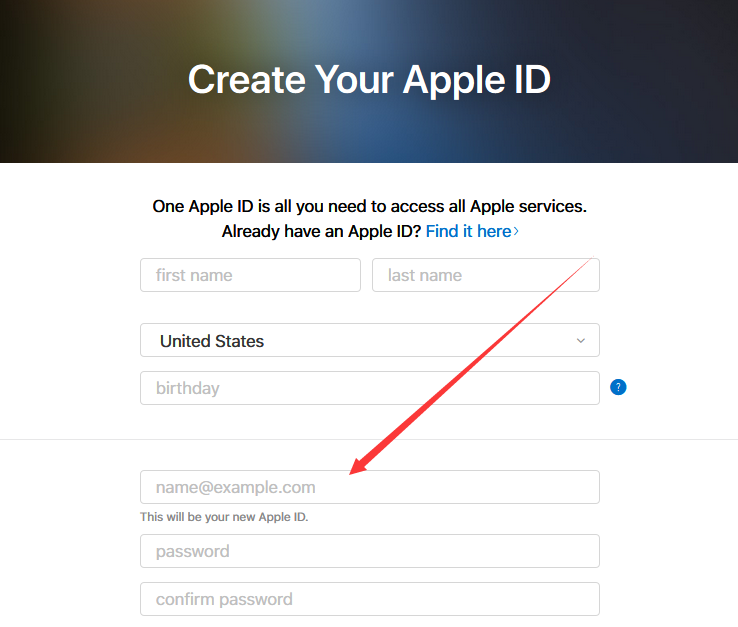 Create Your Apple ID
One Apple ID is all you need to access all Apple services.
Already have an Apple ID? Find it here>
first name last name
United States
birthday ?
name@example.com
This will be your new Apple ID.
password
confirm password